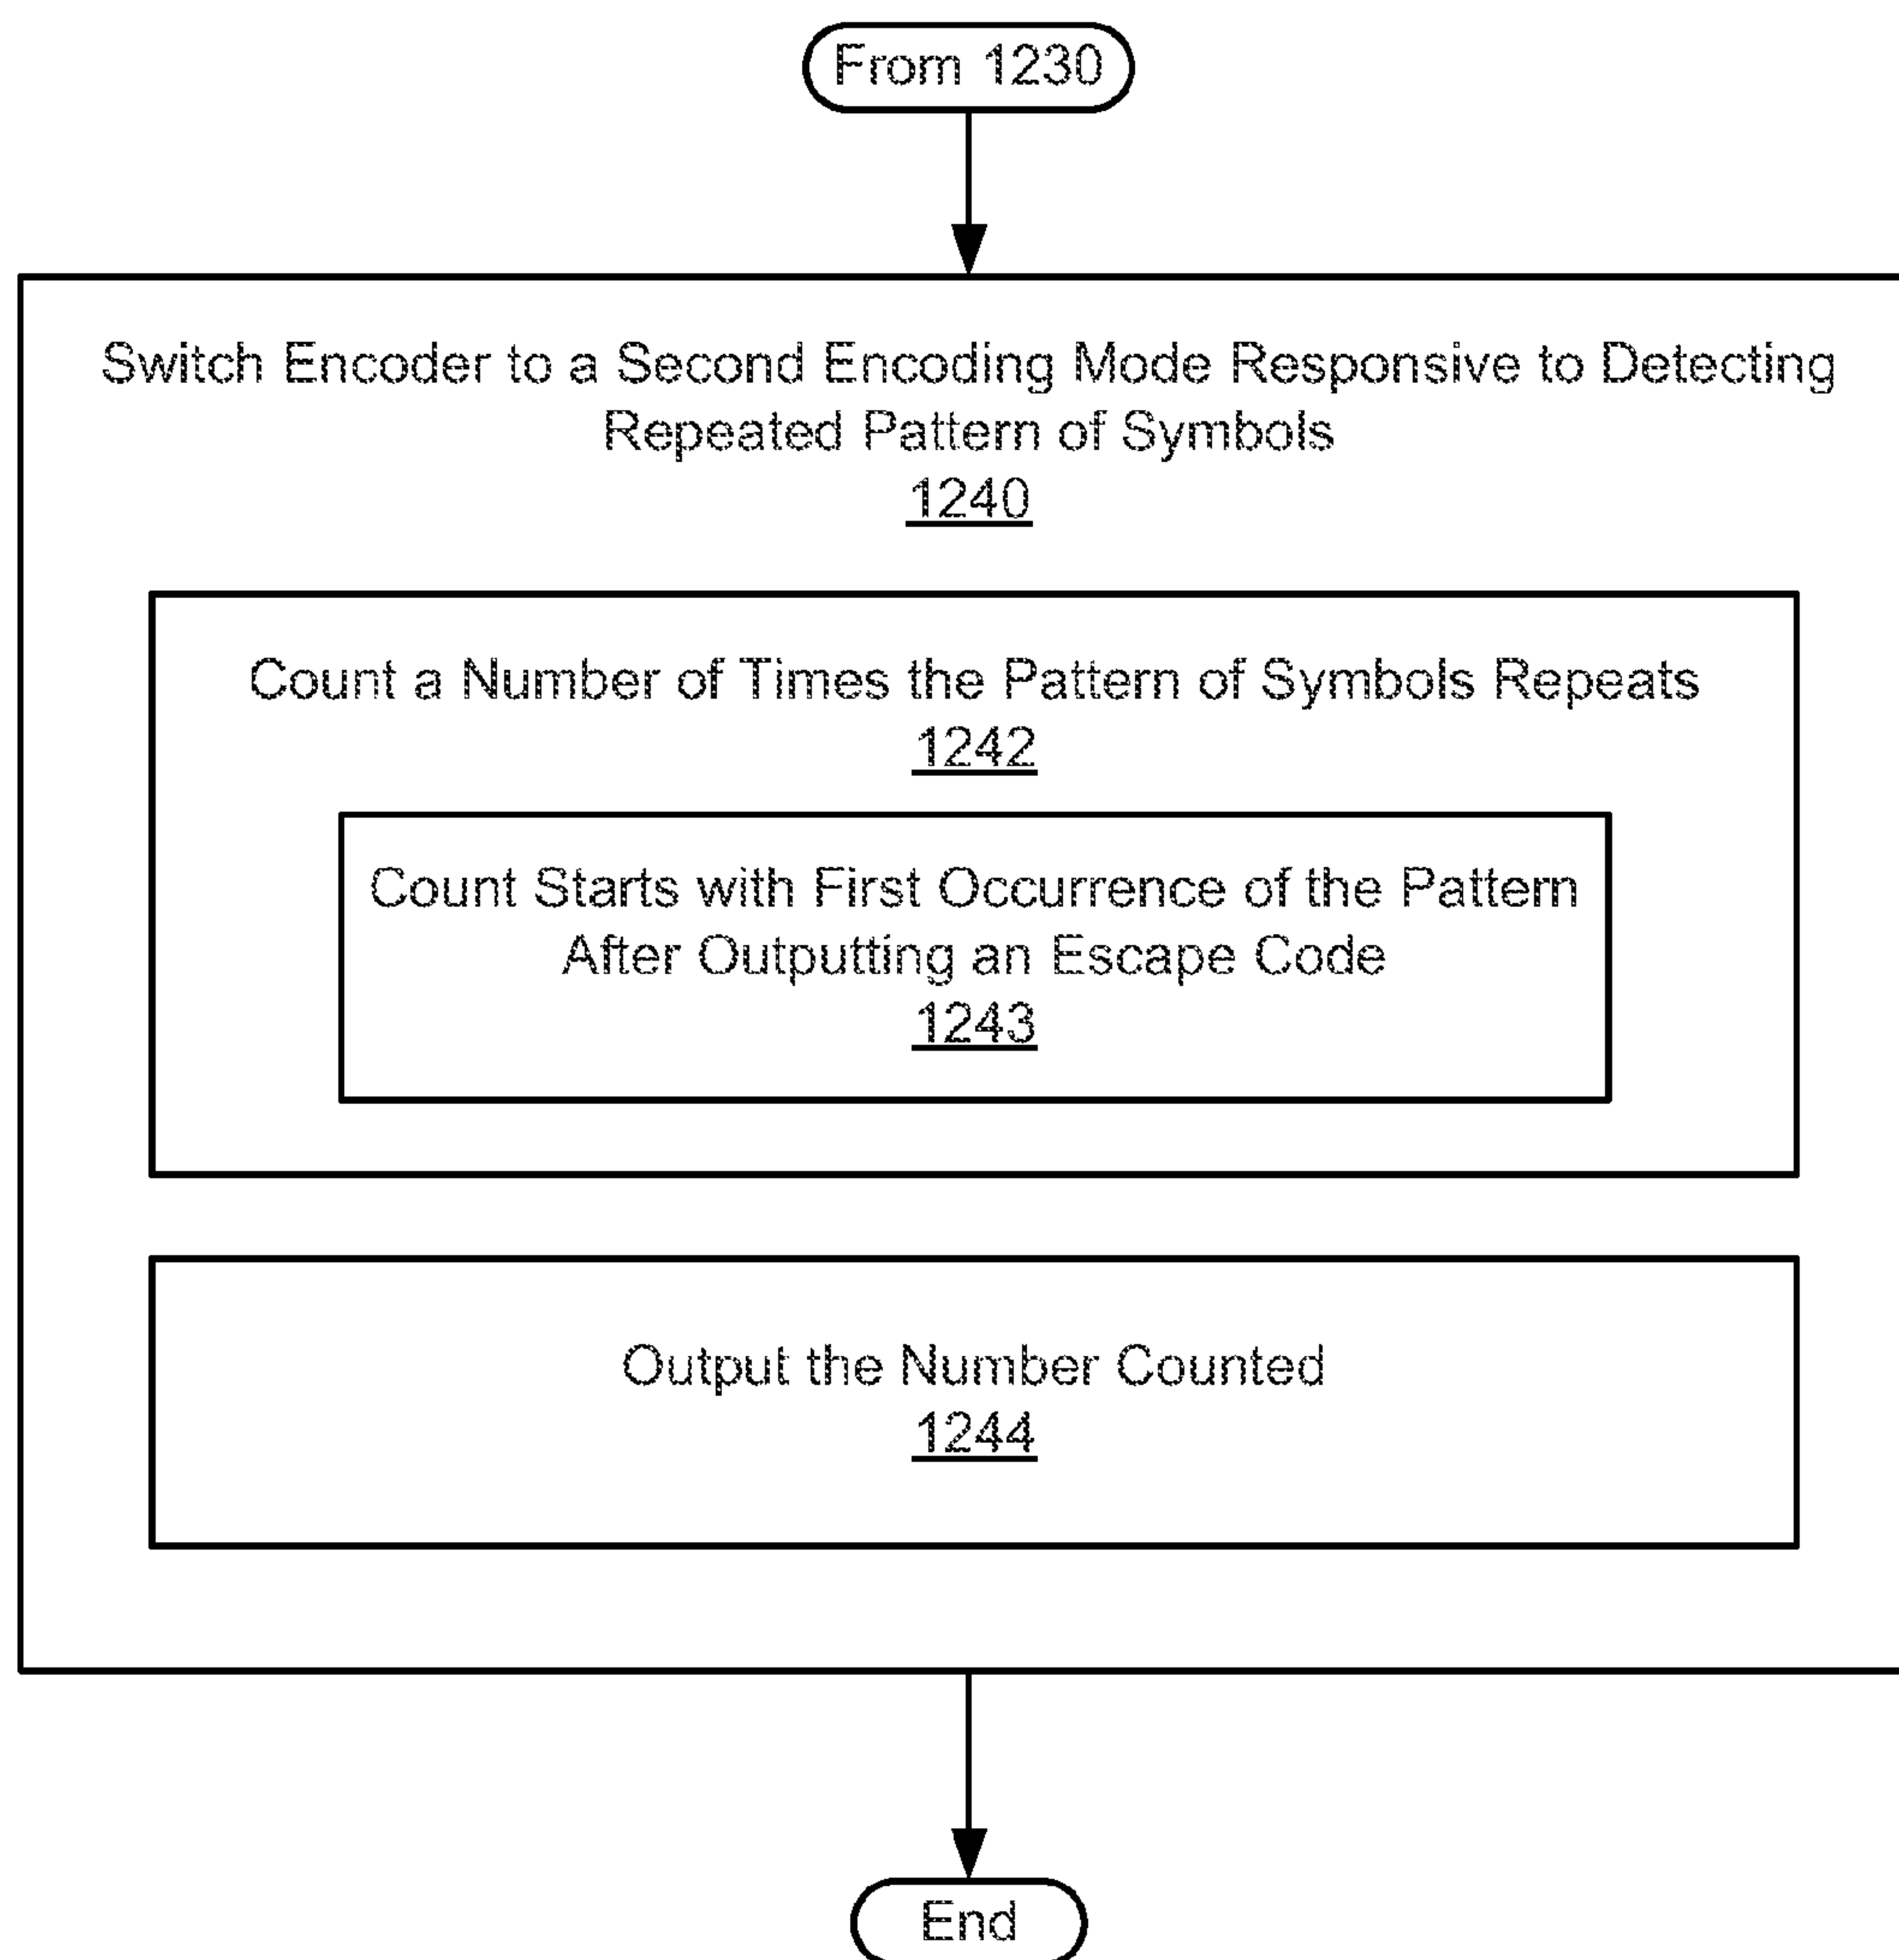 From 1230
Switch Encoder to a Second Encoding Mode Responsive to Detecting
Repeated Pattern of Symbols
1240
Count a Number of Times the Pattern of Symbols Repeats
1242
Count Starts with First Occurrence of the Pattern
After Outputting an Escape Code
1243
Output the Number Counted
1244
End